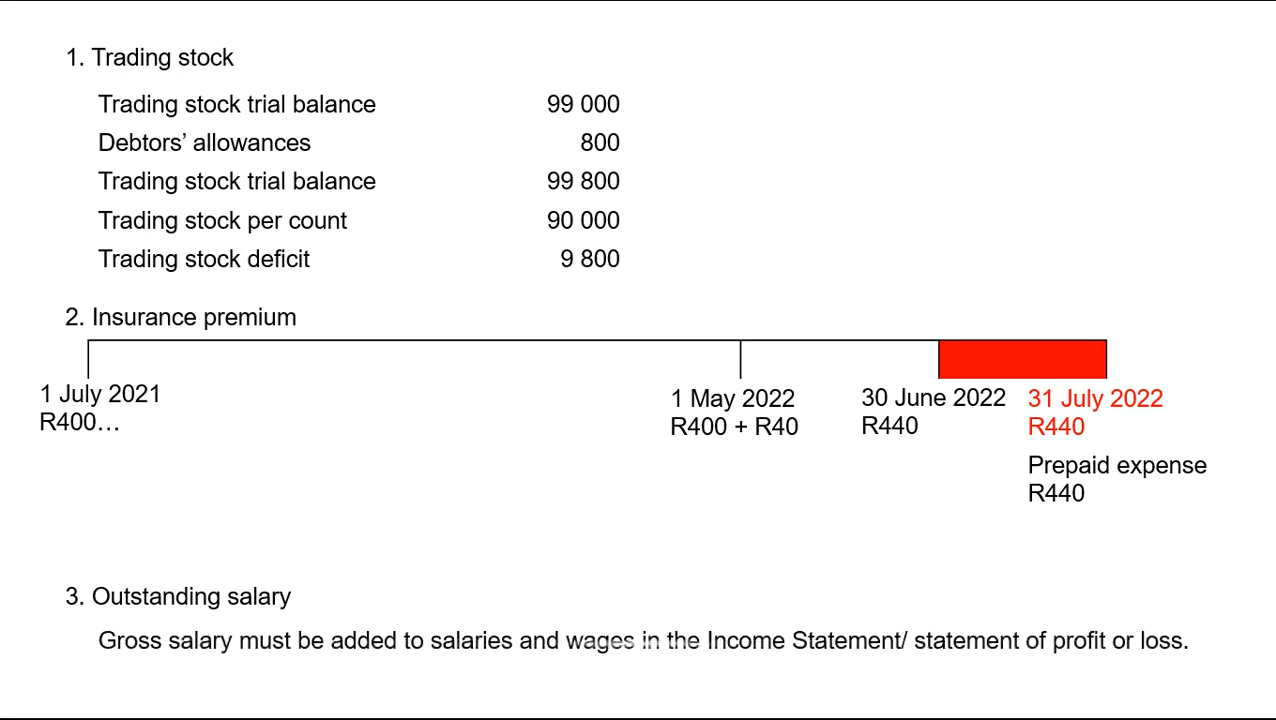 1. Trading stock
Trading stock trial balance 99 000
Debtors’ allowances 800
Trading stock trial balance 99 800
Trading stock per count 90 000
Trading stock deficit 9 800
2. Insurance premium
1 July 2021
R400…
1 May 2022
R400 + R40
30 June 2022
R440
31 July 2022
R440
Prepaid expense
R440
3. Outstanding salary
Gross salary must be added to salaries and wages in the Income Statement/ statement of profit or loss.